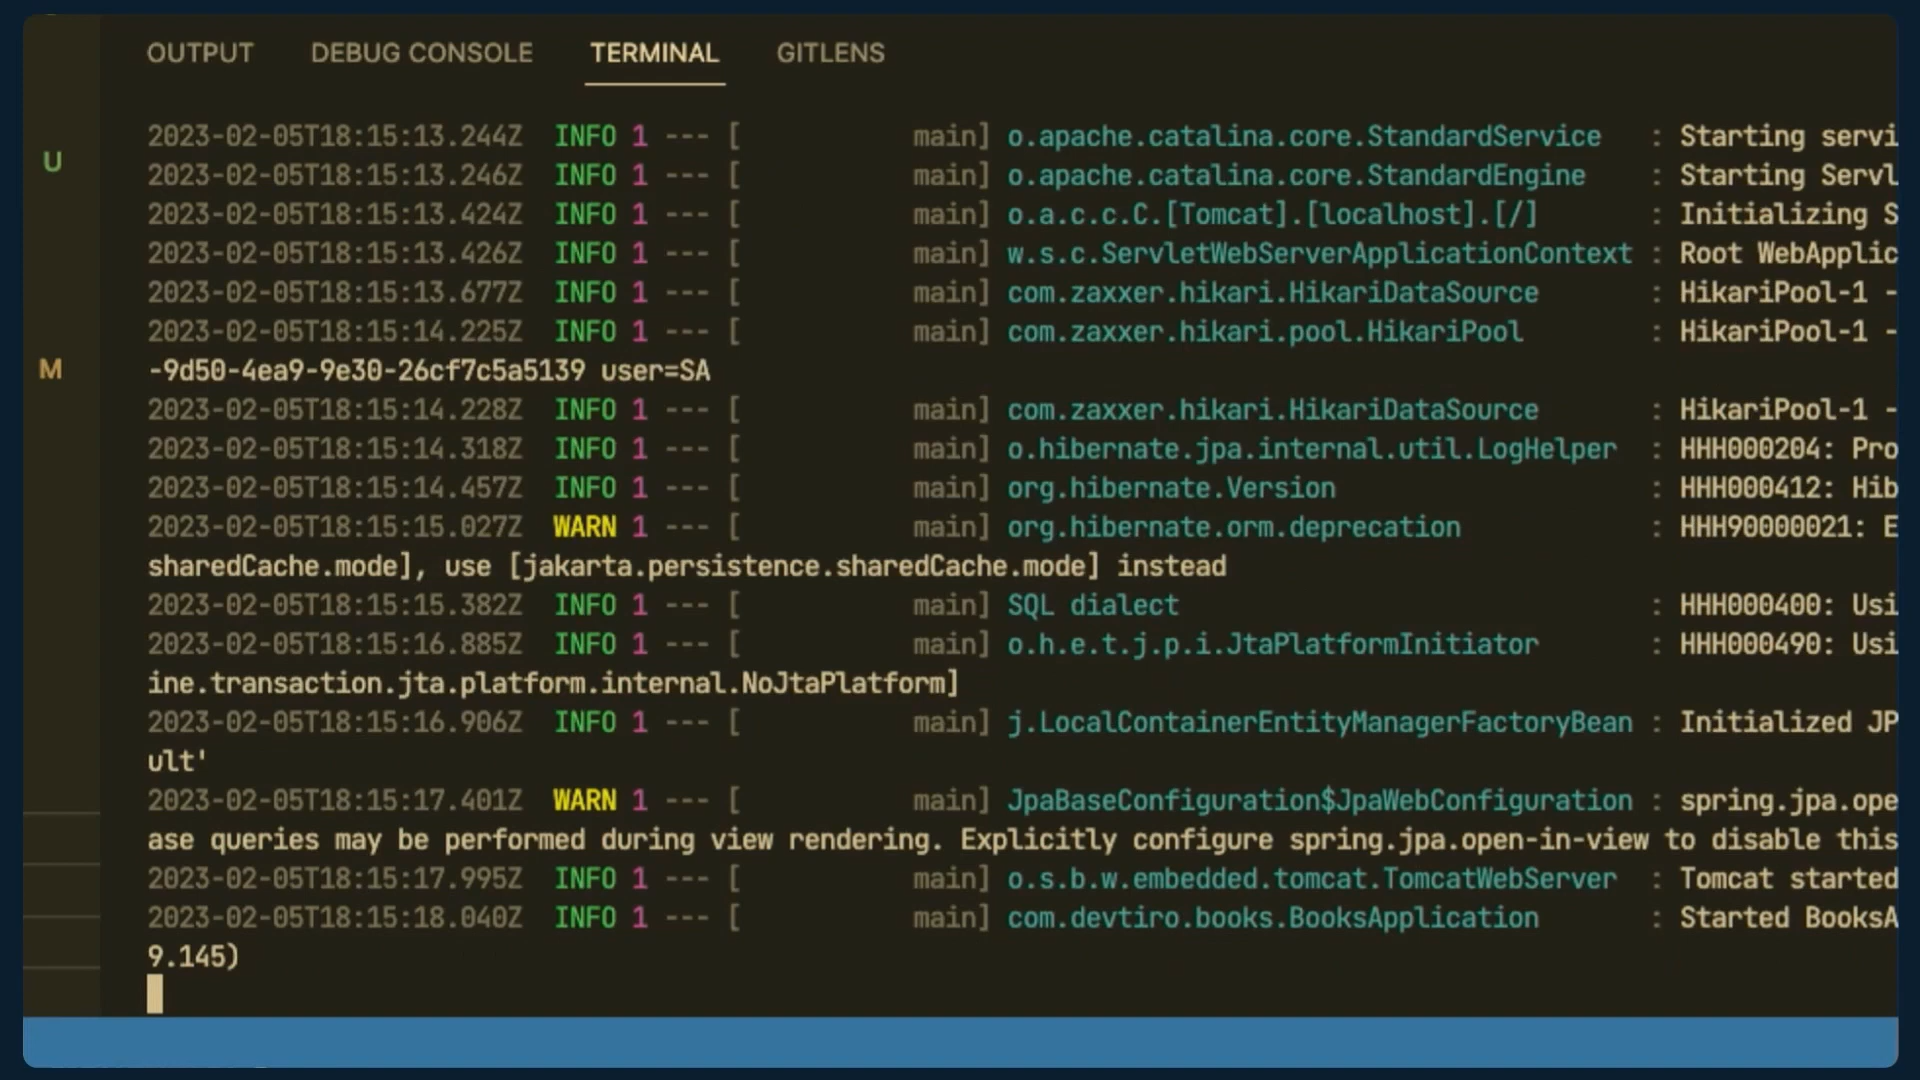 OUTPUT DEBUG CONSOLE TERMINAL GITLENS
2023-02-05T18:15:13.244Z INFO 1 --- [ main] o.apache.catalina.core.StandardService : Starting servi
U
2023-02-05T18:15:13.246Z INFO 1 --- [ main] o.apache.catalina.core.StandardEngine : Starting Servl
2023-02-05T18:15:13.424Z INFO 1 --- [ main] o.a.c.c.C.[Tomcat].[localhost].[/] : Initializing S
2023-02-05T18:15:13.426Z INFO 1 --- [ main] w.s.c.ServletWebServerApplicationContext : Root WebApplic
2023-02-05T18:15:13.677Z INFO 1 --- [ main] com.zaxxer.hikari.HikariDataSource : HikariPool-1 -
2023-02-05T18:15:14.225Z INFO 1 --- [ main] com.zaxxer.hikari.pool.HikariPool : HikariPool-1 -
M
-9d50-4ea9-9e30-26cf7c5a5139 user=SA
2023-02-05T18:15:14.228Z INFO 1 --- [ main] com.zaxxer.hikari.HikariDataSource : HikariPool-1 -
2023-02-05T18:15:14.318Z INFO 1 --- [ main] o.hibernate.jpa.internal.util.LogHelper : HHH000204: Pro
2023-02-05T18:15:14.457Z INFO 1 --- [ main] org.hibernate.Version : HHH000412: Hib
2023-02-05T18:15:15.027Z WARN 1 --- [ main] org.hibernate.orm.deprecation : HHH90000021: E
sharedCache.mode], use [jakarta.persistence.sharedCache.mode] instead
2023-02-05T18:15:15.382Z INFO 1 --- [ main] SQL dialect : HHH000400: Usi
2023-02-05T18:15:16.885Z INFO 1 --- [ main] o.h.e.t.j.p.i.JtaPlatformInitiator : HHH000490: Usi
ine.transaction.jta.platform.internal.NoJtaPlatform]
2023-02-05T18:15:16.906Z INFO 1 --- [ main] j.LocalContainerEntityManagerFactoryBean : Initialized JP
ult'
2023-02-05T18:15:17.401Z WARN 1 --- [ main] JpaBaseConfiguration$JpaWebConfiguration : spring.jpa.ope
ase queries may be performed during view rendering. Explicitly configure spring.jpa.open-in-view to disable this
2023-02-05T18:15:17.995Z INFO 1 --- [ main] o.s.b.w.embedded.tomcat.TomcatWebServer : Tomcat started
2023-02-05T18:15:18.040Z INFO 1 --- [ main] com.devtiro.books.BooksApplication : Started BooksA
9.145)